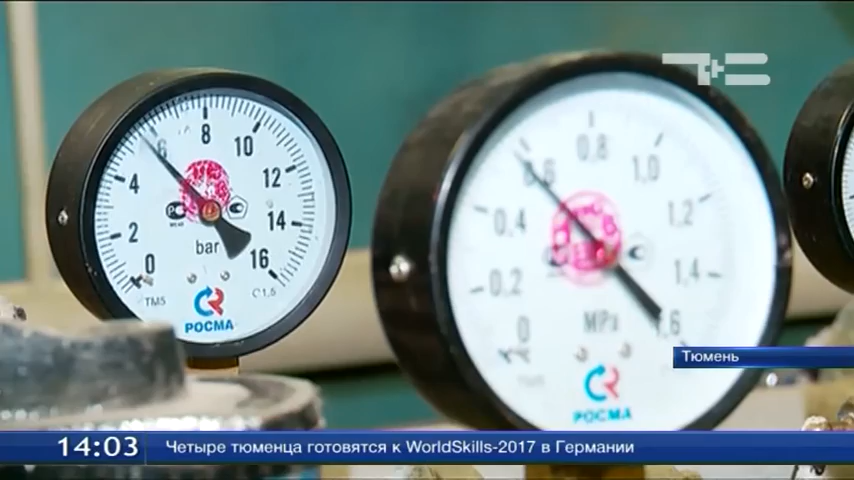 T+B
0
2
4
6
8
10
12
14
16
bar
ТМ5
Cl.1,5
РОСМА
0
0,2
0,4
0,6
0,8
1,0
1,2
1,4
1,6
MPa
РОСМА
Тюмень
14:03 Четыре тюменца готовятся к WorldSkills-2017 в Германии